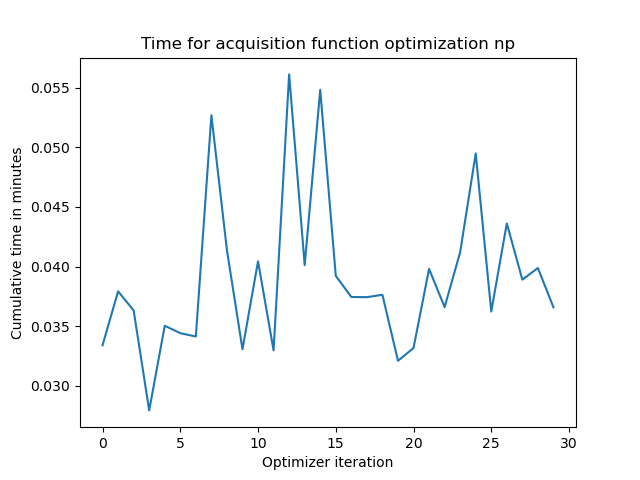 Time for acquisition function optimization np
Cumulative time in minutes
0.055
0.050
0.045
0.040
0.035
0.030
0 5 10 15 20 25 30
Optimizer iteration